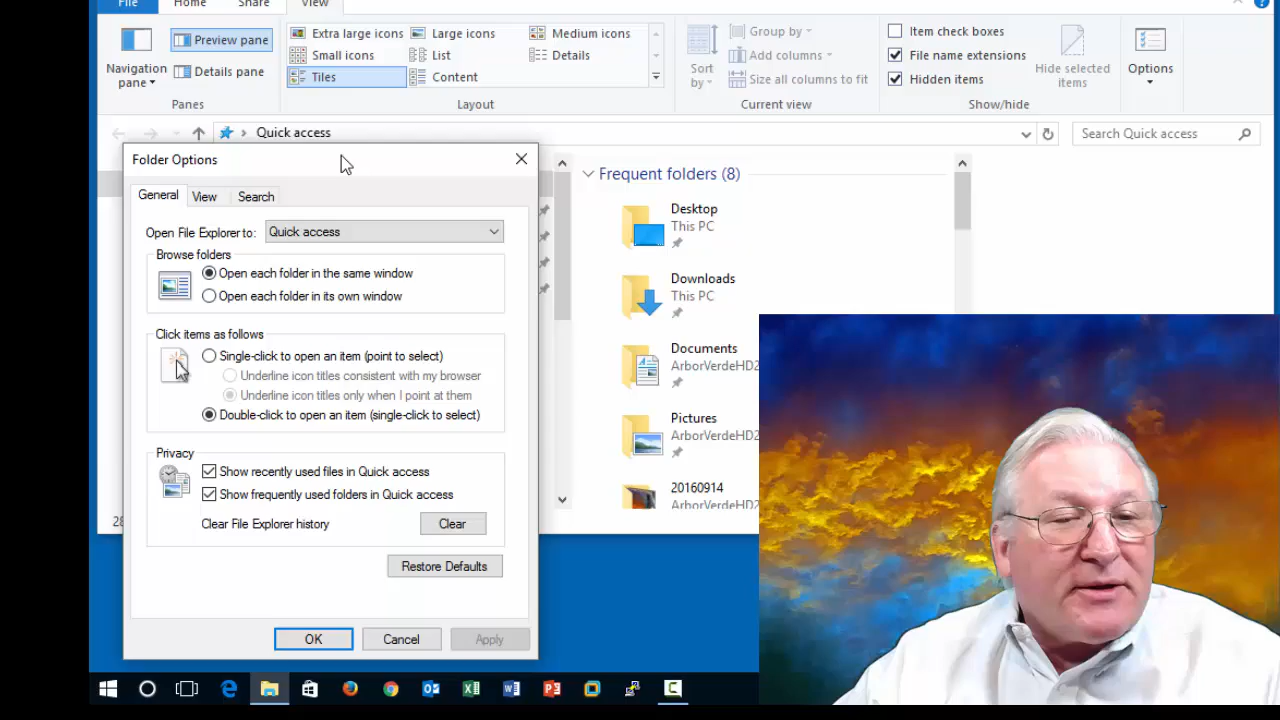 File Home Share View
Navigation pane
Preview pane
Details pane
Panes
Extra large icons Large icons Medium icons
Small icons List Details
Tiles Content
Layout
Sort by
Group by
Add columns
Size all columns to fit
Current view
Item check boxes
File name extensions
Hidden items
Hide selected items
Show/hide
Options
Quick access
Search Quick access
Folder Options
General View Search
Open File Explorer to: Quick access
Browse folders
Open each folder in the same window
Open each folder in its own window
Click items as follows
Single-click to open an item (point to select)
Underline icon titles consistent with my browser
Underline icon titles only when I point at them
Double-click to open an item (single-click to select)
Privacy
Show recently used files in Quick access
Show frequently used folders in Quick access
Clear File Explorer history Clear
Restore Defaults
OK Cancel Apply
Frequent folders (8)
Desktop
This PC
Downloads
This PC
Documents
ArborVerdeHD2
Pictures
ArborVerdeHD2
20160914
ArborVerdeHD2
28